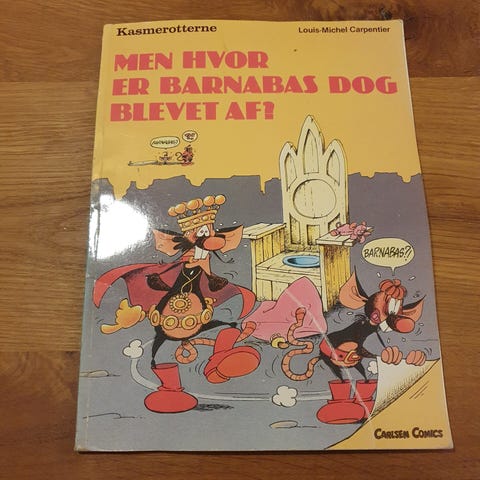 Kasmerotterne
Louis-Michel Carpentier
MEN HVOR
ER BARNABAS DOG
BLEVET AF?
BARNABAS?!
CARLSEN COMICS